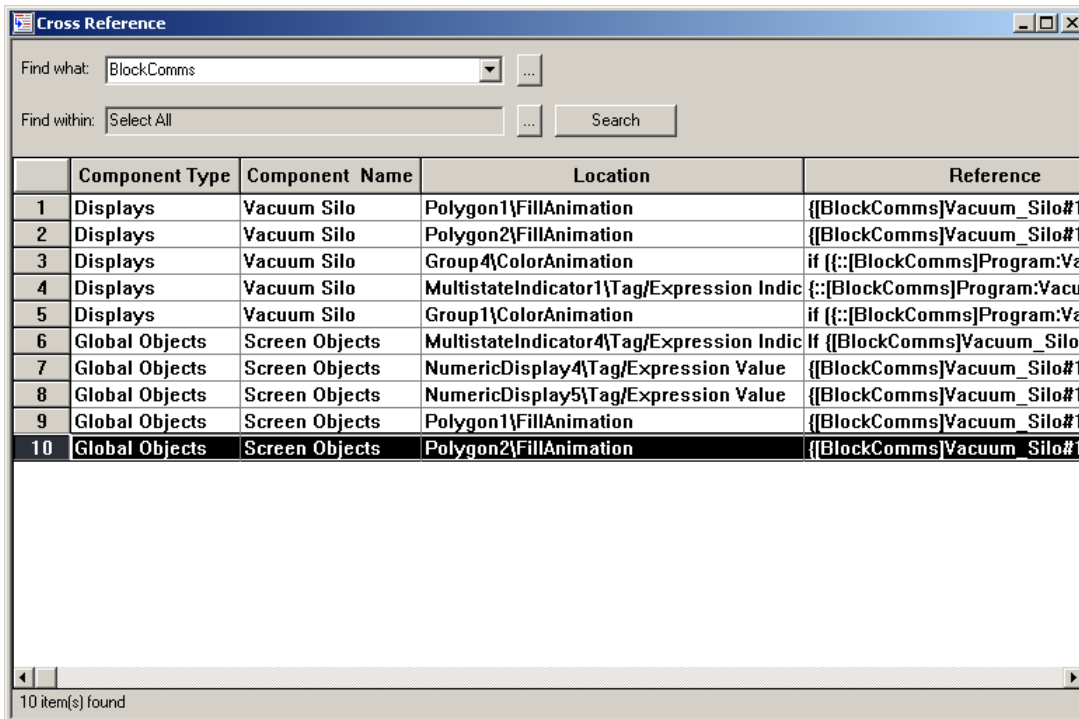 Cross Reference
Find what: BlockComms ...
Find within: Select All ... Search
Component Type Component Name Location Reference
1 Displays Vacuum Silo Polygon1\FillAnimation {[BlockComms]Vacuum_Silo#1
2 Displays Vacuum Silo Polygon2\FillAnimation {[BlockComms]Vacuum_Silo#1
3 Displays Vacuum Silo Group4\ColorAnimation if ({::[BlockComms]Program:Va
4 Displays Vacuum Silo MultistateIndicator1\Tag/Expression Indic {::[BlockComms]Program:Vacu
5 Displays Vacuum Silo Group1\ColorAnimation if ({::[BlockComms]Program:Va
6 Global Objects Screen Objects MultistateIndicator4\Tag/Expression Indic If {[BlockComms]Vacuum_Silo
7 Global Objects Screen Objects NumericDisplay4\Tag/Expression Value {[BlockComms]Vacuum_Silo#1
8 Global Objects Screen Objects NumericDisplay5\Tag/Expression Value {[BlockComms]Vacuum_Silo#1
9 Global Objects Screen Objects Polygon1\FillAnimation {[BlockComms]Vacuum_Silo#1
10 Global Objects Screen Objects Polygon2\FillAnimation {[BlockComms]Vacuum_Silo#1
10 item(s) found